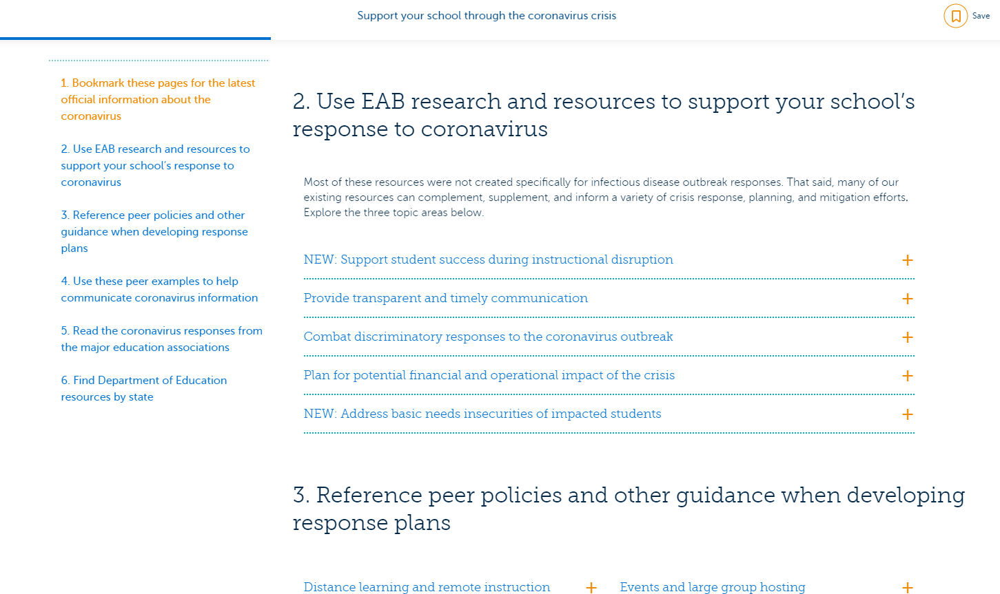 Support your school through the coronavirus crisis
Save
1. Bookmark these pages for the latest
official information about the
coronavirus
2. Use EAB research and resources to
support your school's response to
coronavirus
3. Reference peer policies and other
guidance when developing response
plans
4. Use these peer examples to help
communicate coronavirus information
5. Read the coronavirus responses from
the major education associations
6. Find Department of Education
resources by state
2. Use EAB research and resources to support your school's
response to coronavirus
Most of these resources were not created specifically for infectious disease outbreak responses. That said, many of our
existing resources can complement, supplement, and inform a variety of crisis response, planning, and mitigation efforts.
Explore the three topic areas below.
NEW: Support student success during instructional disruption
Provide transparent and timely communication
Combat discriminatory responses to the coronavirus outbreak
Plan for potential financial and operational impact of the crisis
NEW: Address basic needs insecurities of impacted students
3. Reference peer policies and other guidance when developing
response plans
Distance learning and remote instruction
Events and large group hosting